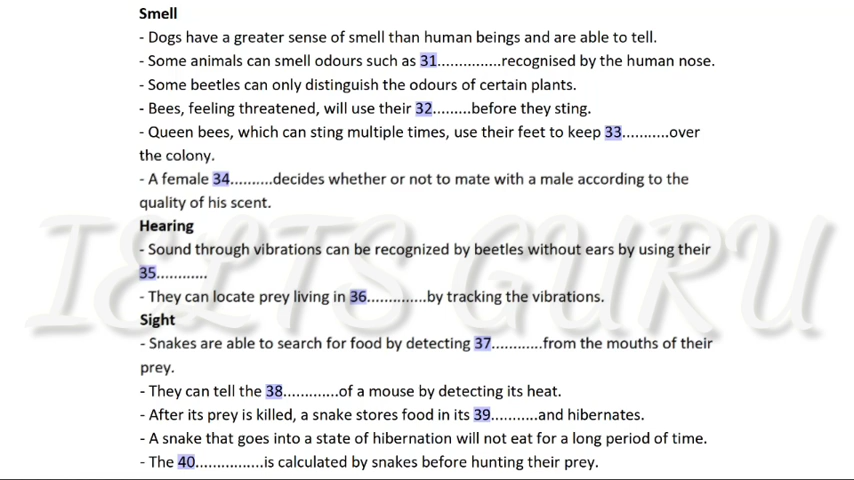 Smell
- Dogs have a greater sense of smell than human beings and are able to tell.
- Some animals can smell odours such as 31...............recognised by the human nose.
- Some beetles can only distinguish the odours of certain plants.
- Bees, feeling threatened, will use their 32.........before they sting.
- Queen bees, which can sting multiple times, use their feet to keep 33...........over
the colony.
- A female 34..........decides whether or not to mate with a male according to the
quality of his scent.
Hearing
- Sound through vibrations can be recognized by beetles without ears by using their
35............
- They can locate prey living in 36..............by tracking the vibrations.
Sight
- Snakes are able to search for food by detecting 37............from the mouths of their
prey.
- They can tell the 38.............of a mouse by detecting its heat.
- After its prey is killed, a snake stores food in its 39...........and hibernates.
- A snake that goes into a state of hibernation will not eat for a long period of time.
- The 40................is calculated by snakes before hunting their prey.
IELTS GURU